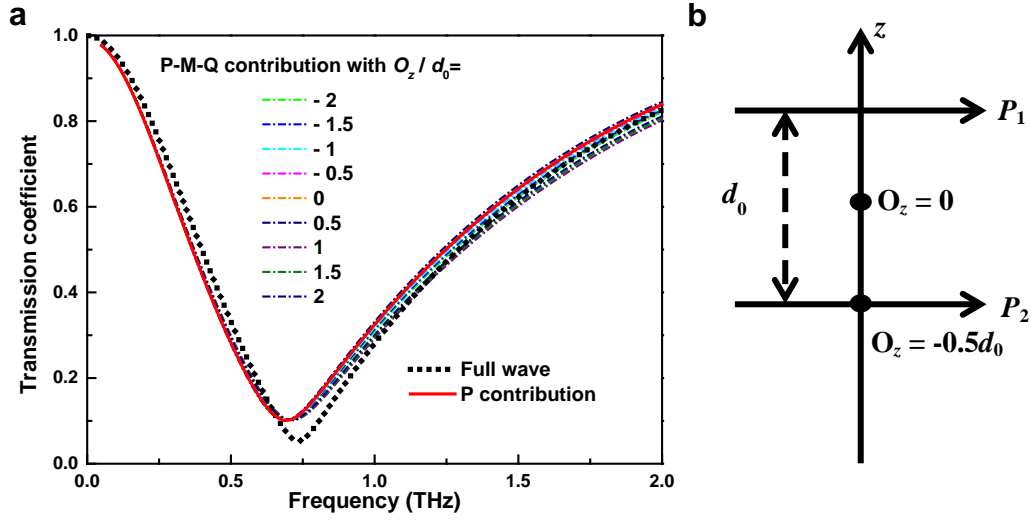 a
b
P-M-Q contribution with O_z / d_0=
- 2
- 1.5
- 1
- 0.5
0
0.5
1
1.5
2
Full wave
P contribution
1.0
0.8
0.6
0.4
0.2
0.0
Transmission coefficient
0.0 0.5 1.0 1.5 2.0
Frequency (THz)
z
P_1
d_0
O_z = 0
P_2
O_z = -0.5d_0